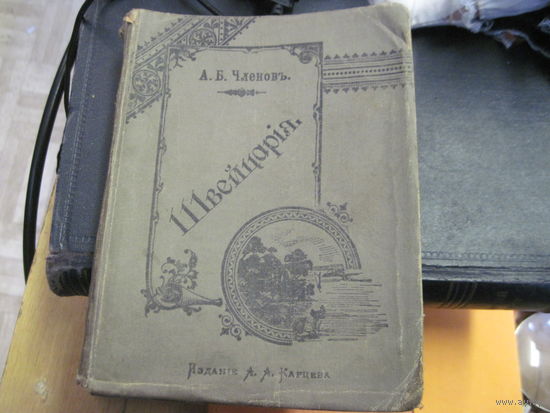 А. Б. Членовъ.
Швейцарія.
Изданіе А. А. Карцева